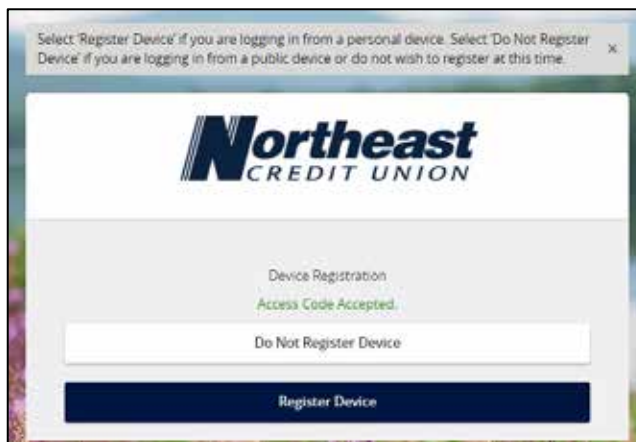 Select 'Register Device' if you are logging in from a personal device. Select 'Do Not Register
Device' if you are logging in from a public device or do not wish to register at this time.
×
Northeast
CREDIT UNION
Device Registration
Access Code Accepted.
Do Not Register Device
Register Device